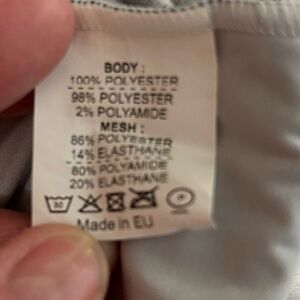 BODY :
100% POLYESTER
98% POLYESTER
2% POLYAMIDE
MESH :
86% POLYESTER
14% ELASTHANE
80% POLYAMIDE
20% ELASTHANE
Made in EU